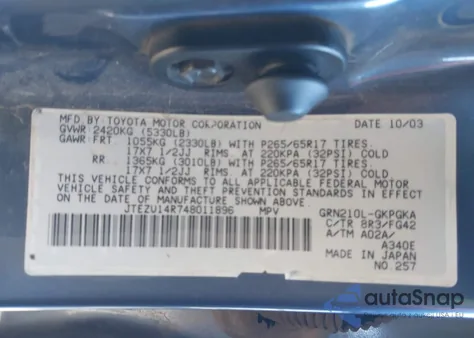 MFD BY TOYOTA MOTOR CORPORATION DATE 10/03
GVWR 2420KG (5330LB)
GAWR FRT 1055KG (2330LB) WITH P265/65R17 TIRES
17X7 1/2JJ RIMS AT 220KPA (32PSI) COLD
RR 1365KG (3010LB) WITH P265/65R17 TIRES
17X7 1/2JJ RIMS AT 220KPA (32PSI) COLD
THIS VEHICLE CONFORMS TO ALL APPLICABLE FEDERAL MOTOR
VEHICLE SAFETY AND THEFT PREVENTION STANDARDS IN EFFECT
ON THE DATE OF MANUFACTURE SHOWN ABOVE.
JTEZU14R748011896 MPV GRN210L-GKPGKA
C/TR 8R3/FG42
A/TM A02A/
A340E
MADE IN JAPAN
NO.257
autoSnap